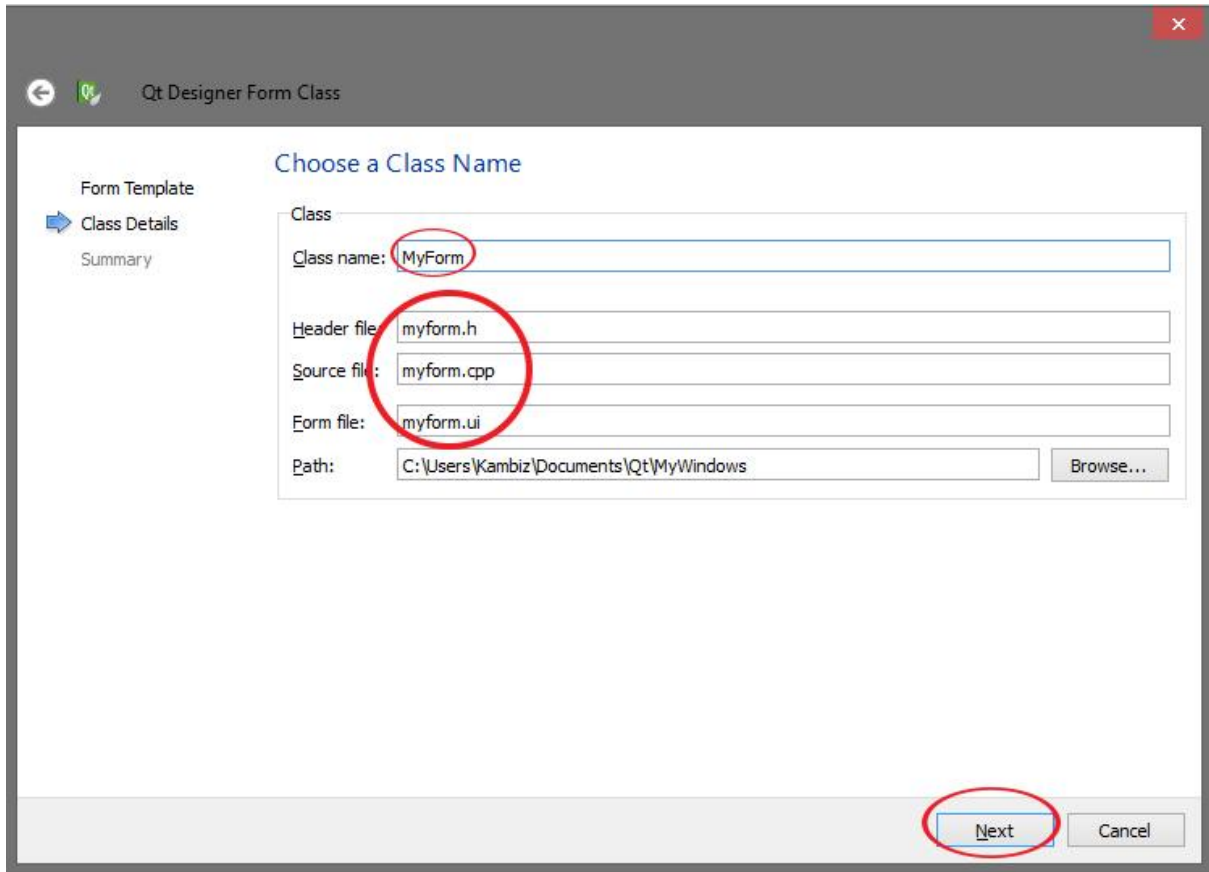 Qt Designer Form Class
Form Template
Class Details
Summary
Choose a Class Name
Class
Class name: MyForm
Header file: myform.h
Source file: myform.cpp
Form file: myform.ui
Path: C:\Users\Kambiz\Documents\Qt\MyWindows Browse...
Next Cancel